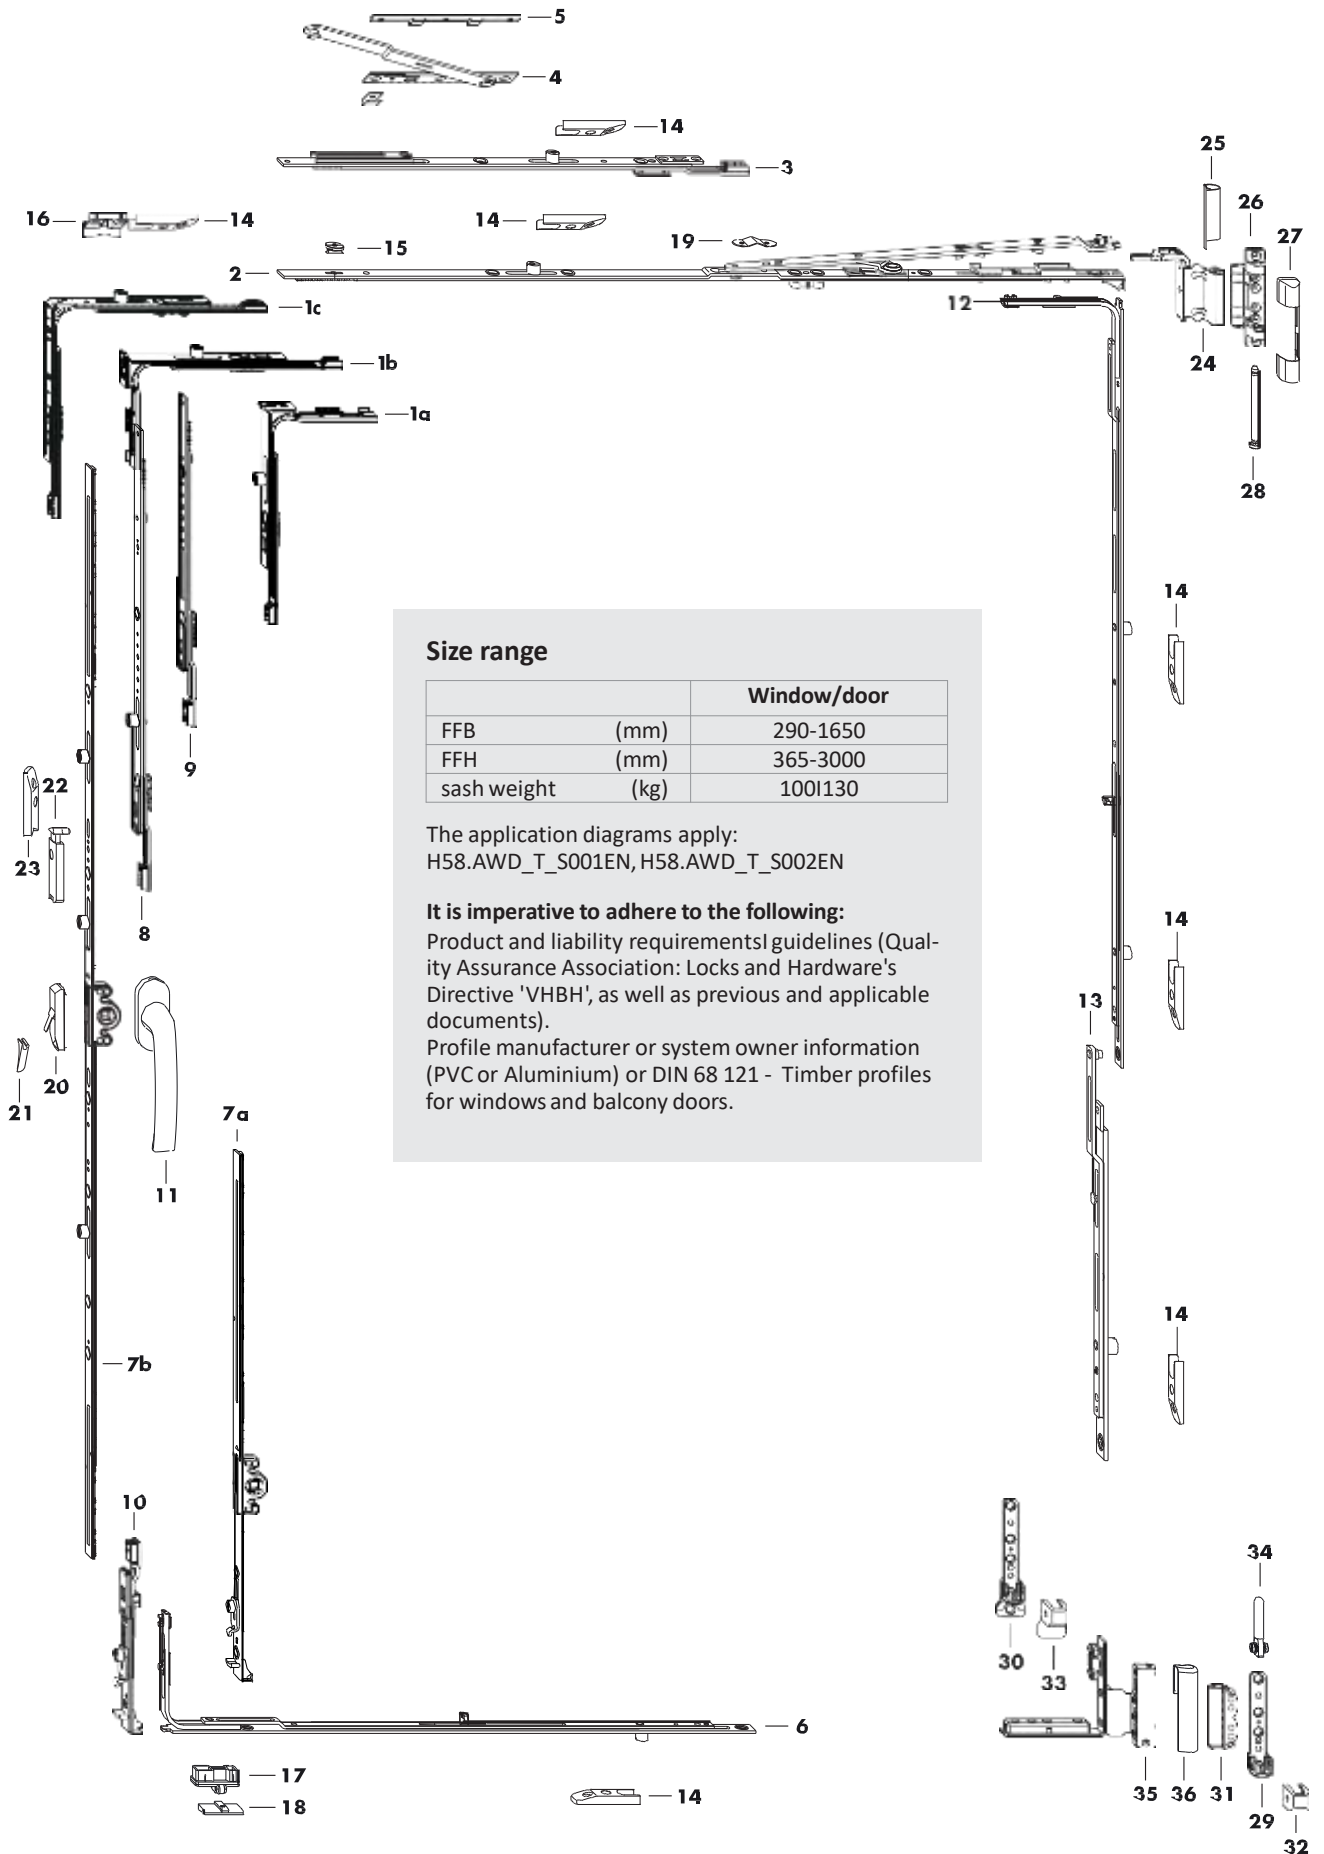 5
4
14
3
25
16
14
14
26
15
19
27
2
1c
12
24
1b
1a
28
14
Size range
Window/door
FFB (mm) 290-1650
FFH (mm) 365-3000
sash weight (kg) 100I130
The application diagrams apply:
H58.AWD_T_S001EN, H58.AWD_T_S002EN
It is imperative to adhere to the following:
Product and liability requirementsI guidelines (Qual-
ity Assurance Association: Locks and Hardware's
Directive 'VHBH', as well as previous and applicable
documents).
Profile manufacturer or system owner information
(PVC or Aluminium) or DIN 68 121 - Timber profiles
for windows and balcony doors.
9
22
23
8
14
13
20
21
7a
11
14
7b
10
34
30
33
6
17
14
35
36
31
18
29
32